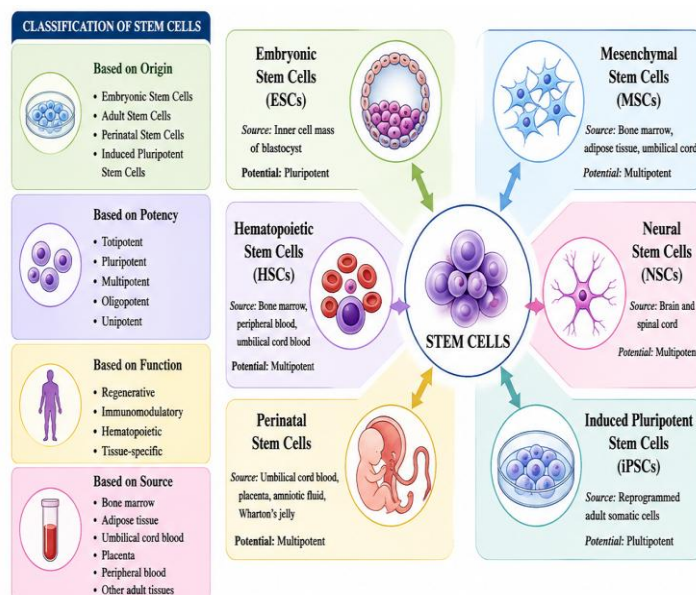 CLASSIFICATION OF STEM CELLS
Based on Origin
• Embryonic Stem Cells
• Adult Stem Cells
• Perinatal Stem Cells
• Induced Pluripotent
Stem Cells
Based on Potency
• Totipotent
• Pluripotent
• Multipotent
• Oligopotent
• Unipotent
Based on Function
• Regenerative
• Immunomodulatory
• Hematopoietic
• Tissue-specific
Based on Source
• Bone marrow
• Adipose tissue
• Umbilical cord blood
• Placenta
• Peripheral blood
• Other adult tissues
Embryonic
Stem Cells
(ESCs)
Source: Inner cell mass
of blastocyst
Potential: Pluripotent
Mesenchymal
Stem Cells
(MSCs)
Source: Bone marrow,
adipose tissue, umbilical cord
Potential: Multipotent
Hematopoietic
Stem Cells
(HSCs)
Source: Bone marrow,
peripheral blood,
umbilical cord blood
Potential: Multipotent
STEM CELLS
Neural
Stem Cells
(NSCs)
Source: Brain and
spinal cord
Potential: Multipoten
Perinatal
Stem Cells
Source: Umbilical cord blood,
placenta, amniotic fluid,
Wharton's jelly
Potential: Multipotent
Induced Pluripotent
Stem Cells
(iPSCs)
Source: Reprogrammed
adult somatic cells
Potential: Plultipotent